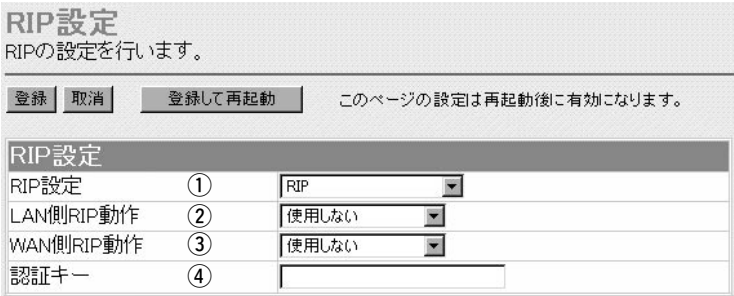 RIP設定
RIPの設定を行います。
登録 取消 登録して再起動 このページの設定は再起動後に有効になります。
RIP設定
RIP設定 ① RIP
LAN側RIP動作 ② 使用しない
WAN側RIP動作 ③ 使用しない
認証キー ④